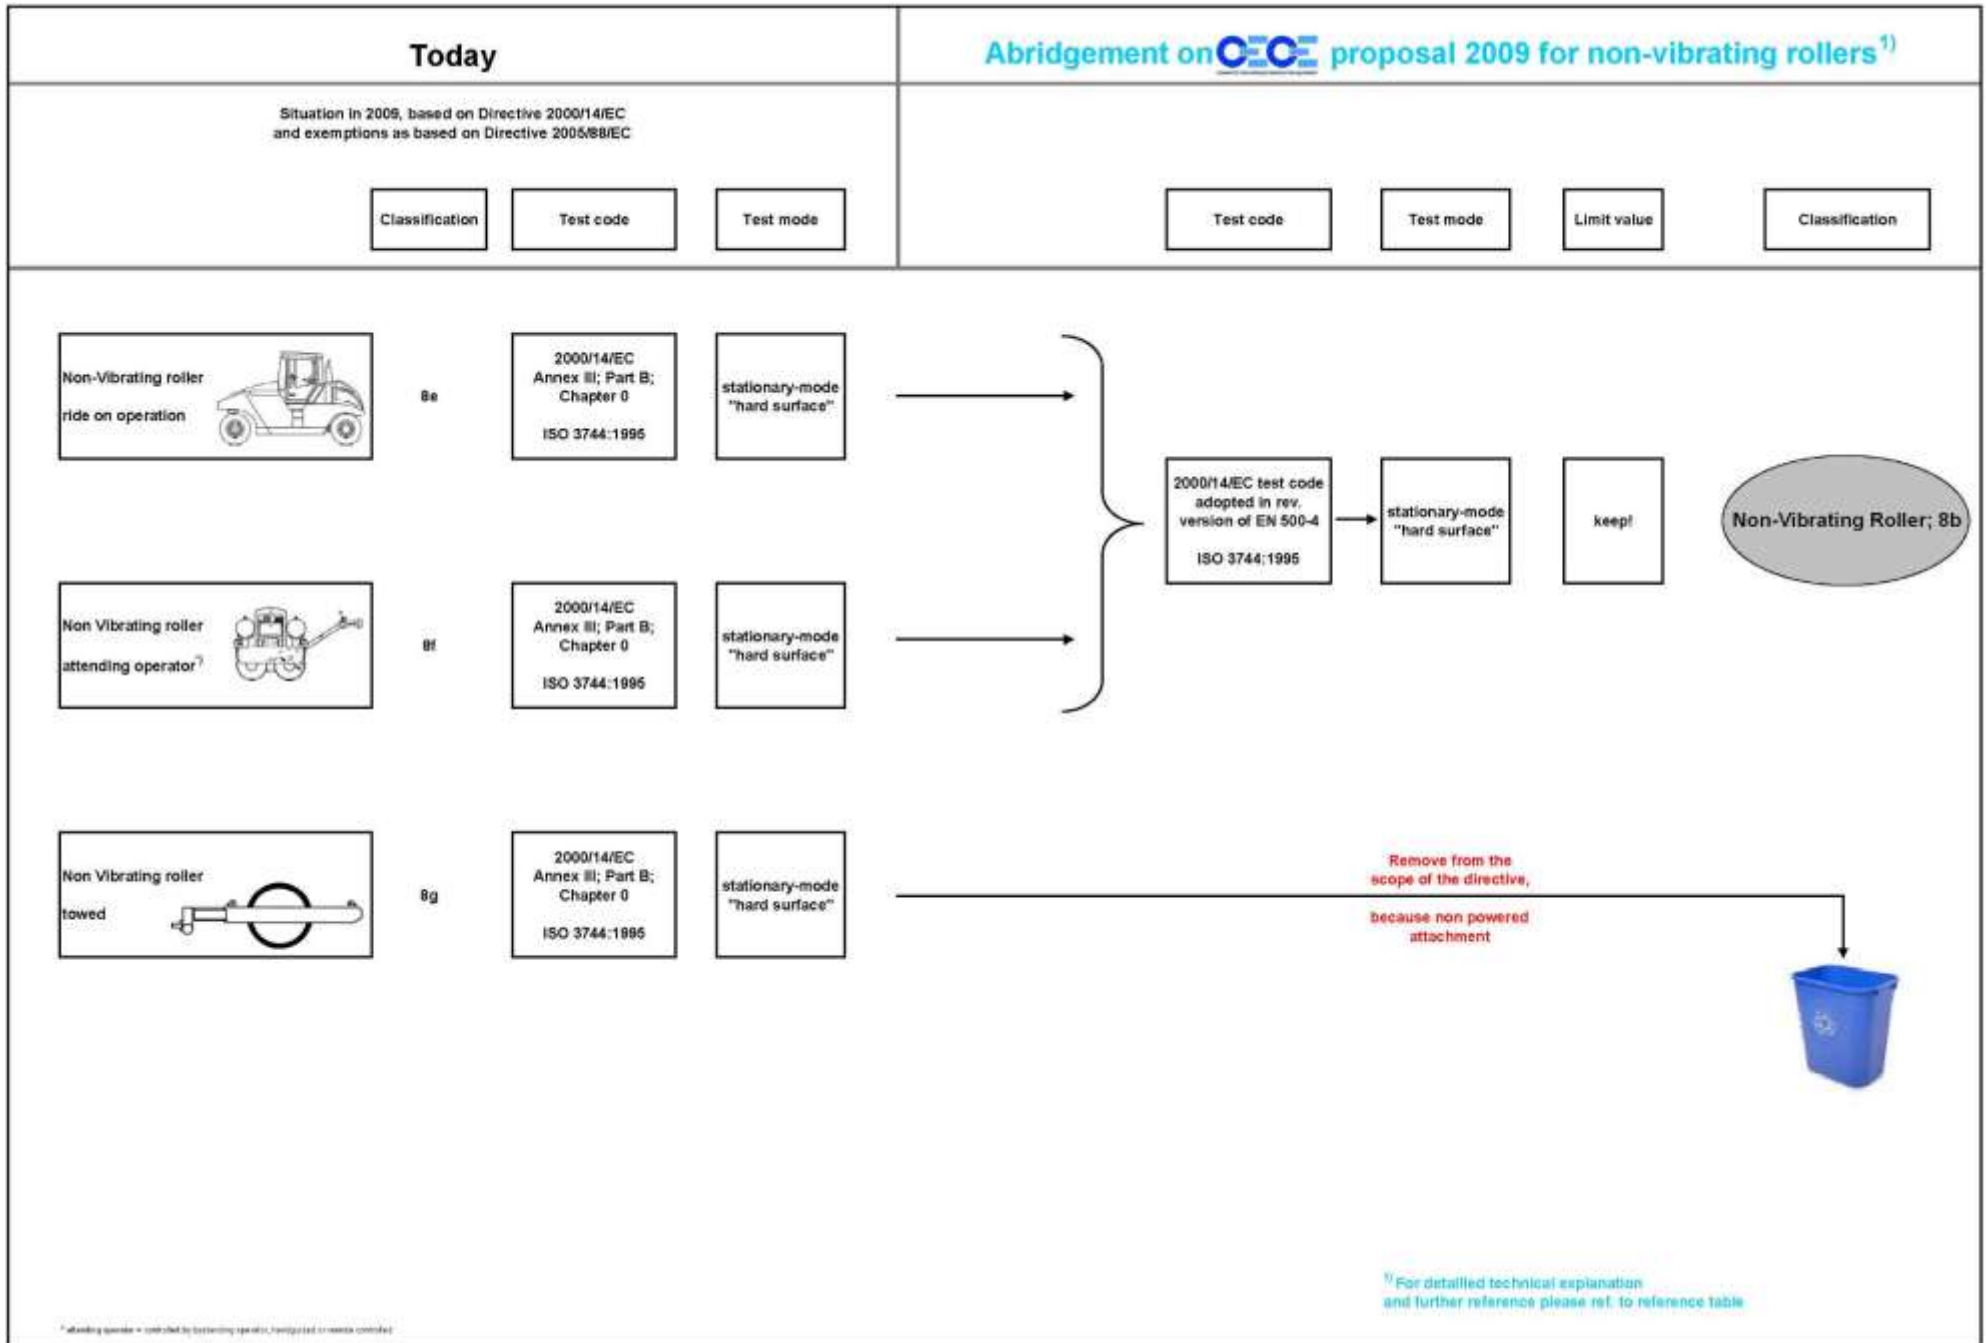 Today
Abridgement on CECE proposal 2009 for non-vibrating rollers 1)
Situation in 2009, based on Directive 2000/14/EC
and exemptions as based on Directive 2005/88/EC
Classification
Test code
Test mode
Test code
Test mode
Limit value
Classification
Non-Vibrating roller
ride on operation
8e
2000/14/EC
Annex III; Part B;
Chapter 0
ISO 3744:1995
stationary-mode
"hard surface"
2000/14/EC test code
adopted in rev.
version of EN 500-4
ISO 3744:1995
stationary-mode
"hard surface"
keep!
Non-Vibrating Roller; 8b
Non Vibrating roller
attending operator*)
8f
2000/14/EC
Annex III; Part B;
Chapter 0
ISO 3744:1995
stationary-mode
"hard surface"
Non Vibrating roller
towed
8g
2000/14/EC
Annex III; Part B;
Chapter 0
ISO 3744:1995
stationary-mode
"hard surface"
Remove from the
scope of the directive,
because non powered
attachment
1) For detailled technical explanation
and further reference please ref. to reference table
attending operator = controlled by operator, or remote controlled